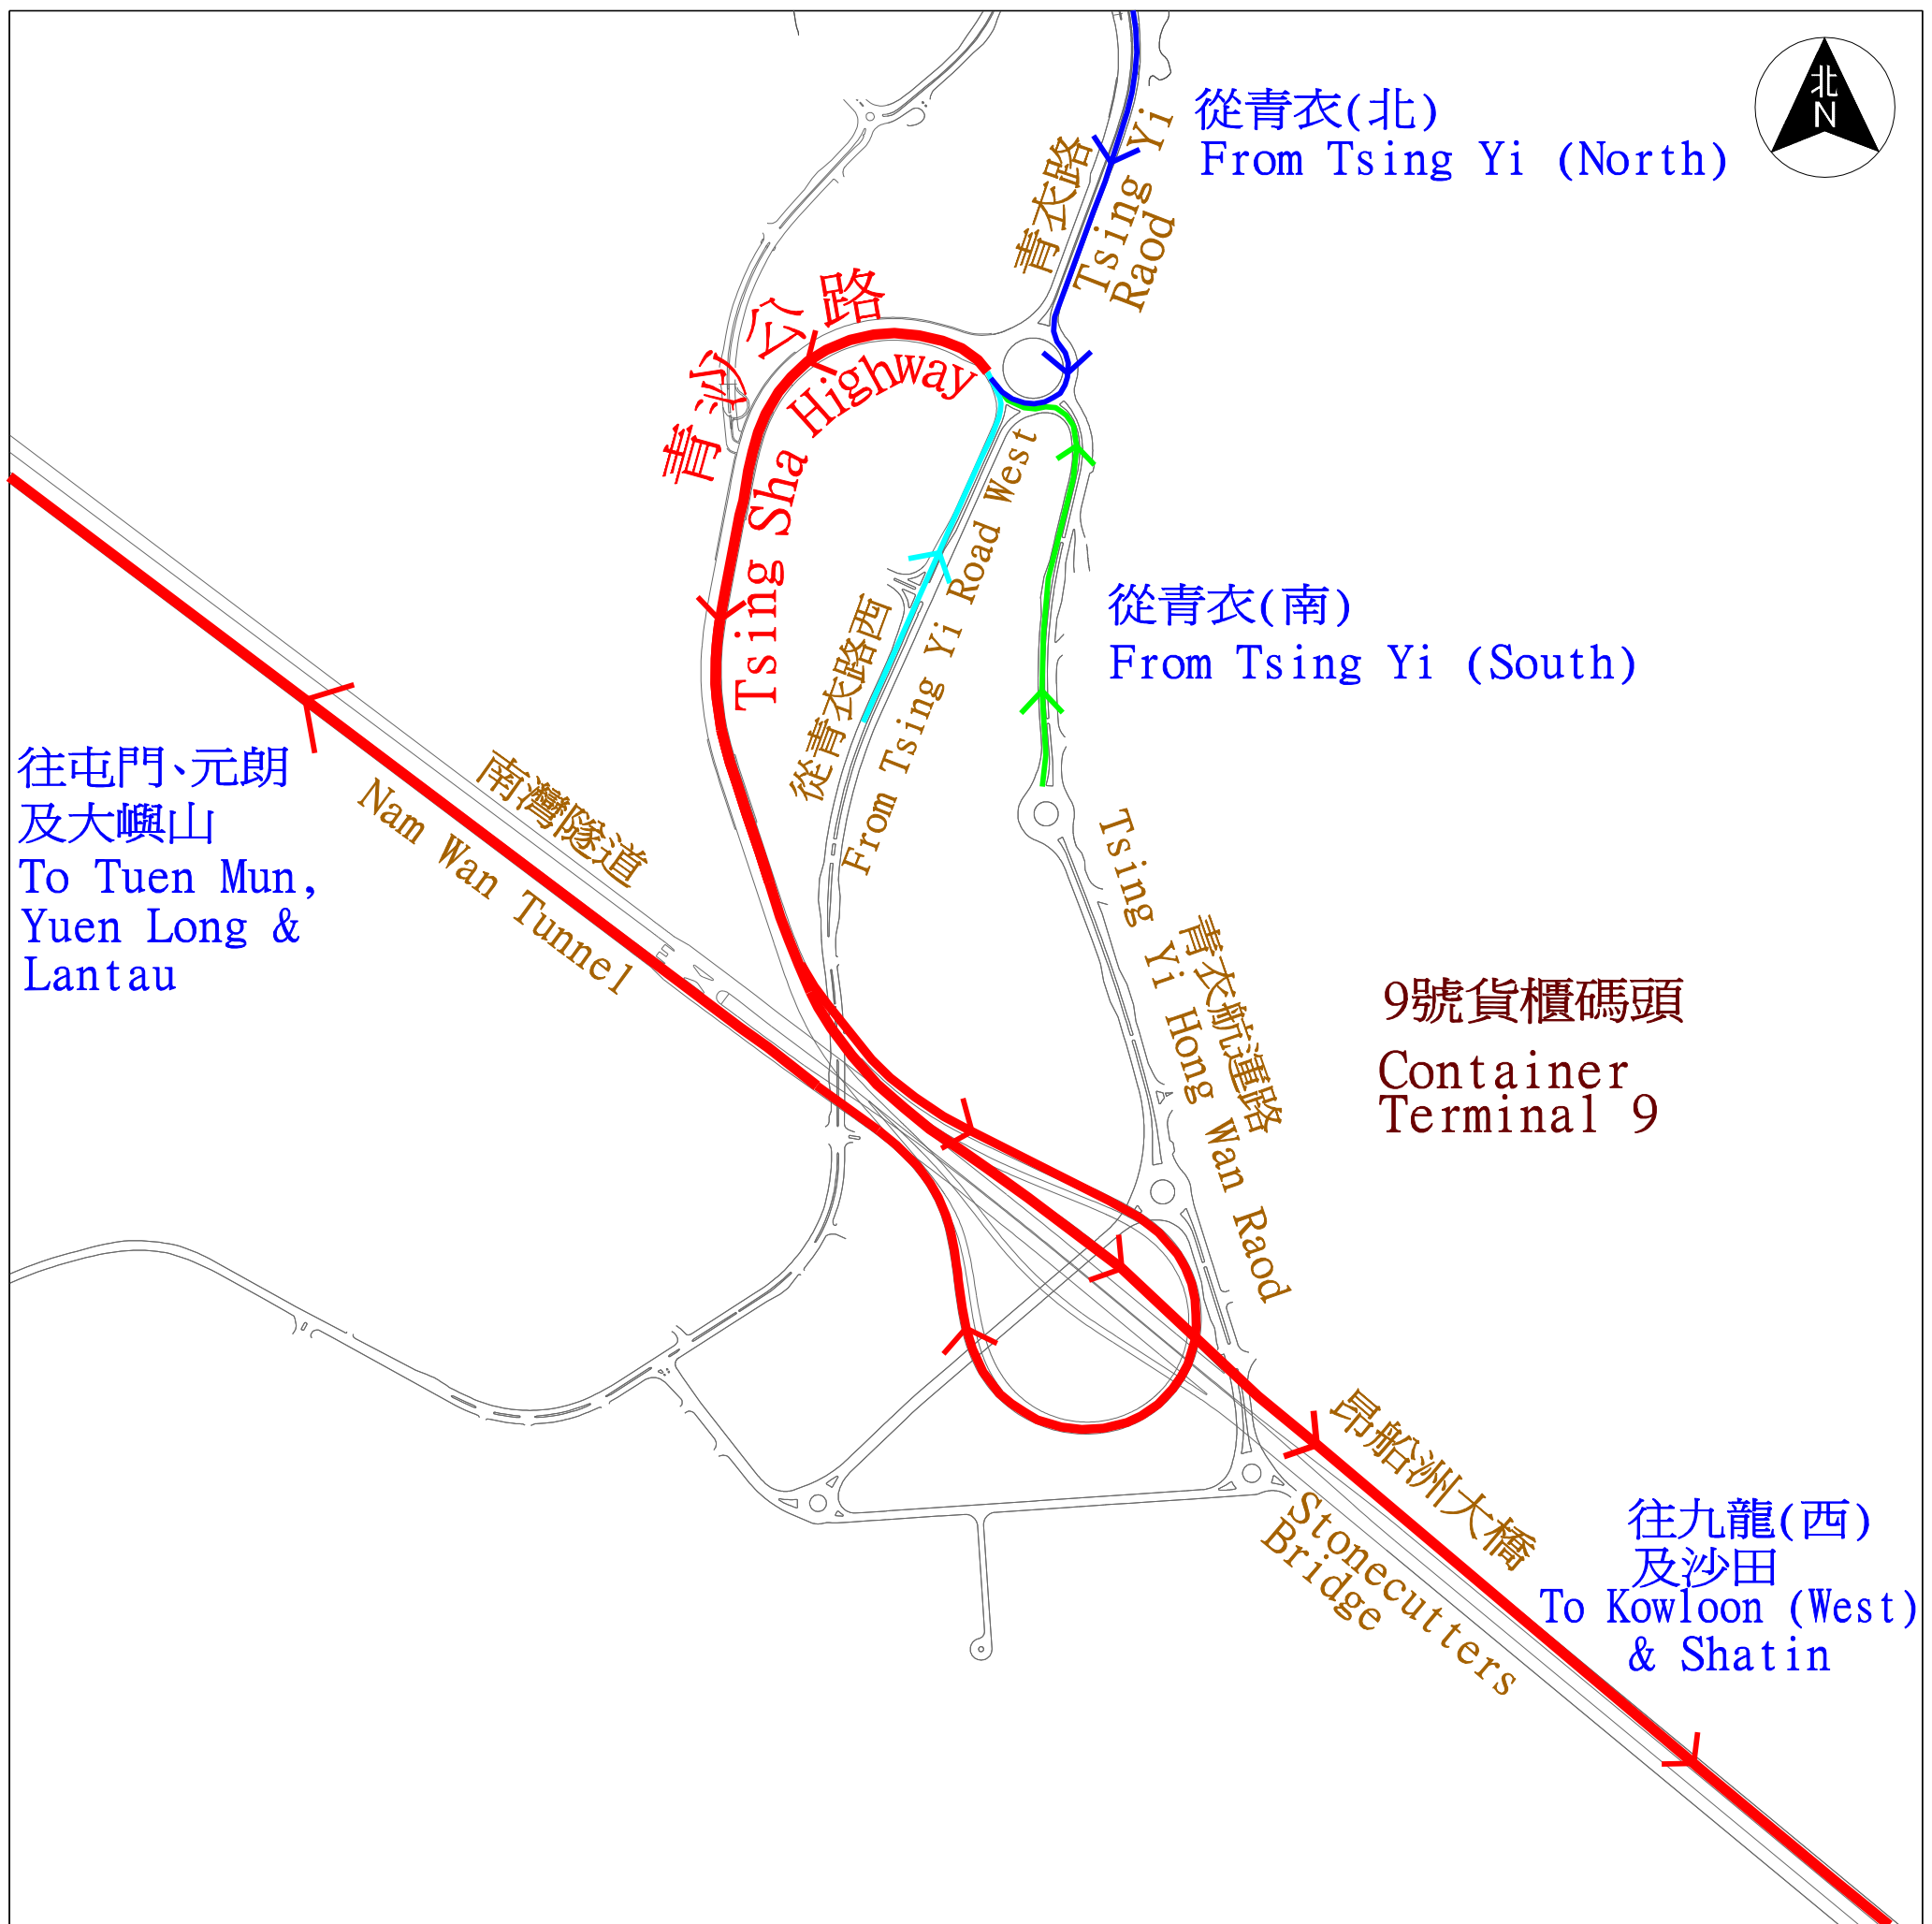 北
N
從青衣(北)
From Tsing Yi (North)
青衣路
Tsing Yi
Raod
青沙公路
Tsing Sha Highway
從青衣(南)
From Tsing Yi (South)
從青衣路西
From Tsing Yi Road West
往屯門、元朗
及大嶼山
To Tuen Mun,
Yuen Long &
Lantau
南灣隧道
Nam Wan Tunnel
青衣航運路
Tsing Yi Hong Wan Raod
9號貨櫃碼頭
Container
Terminal 9
昂船洲大橋
Stonecutters
Bridge
往九龍(西)
及沙田
To Kowloon (West)
& Shatin